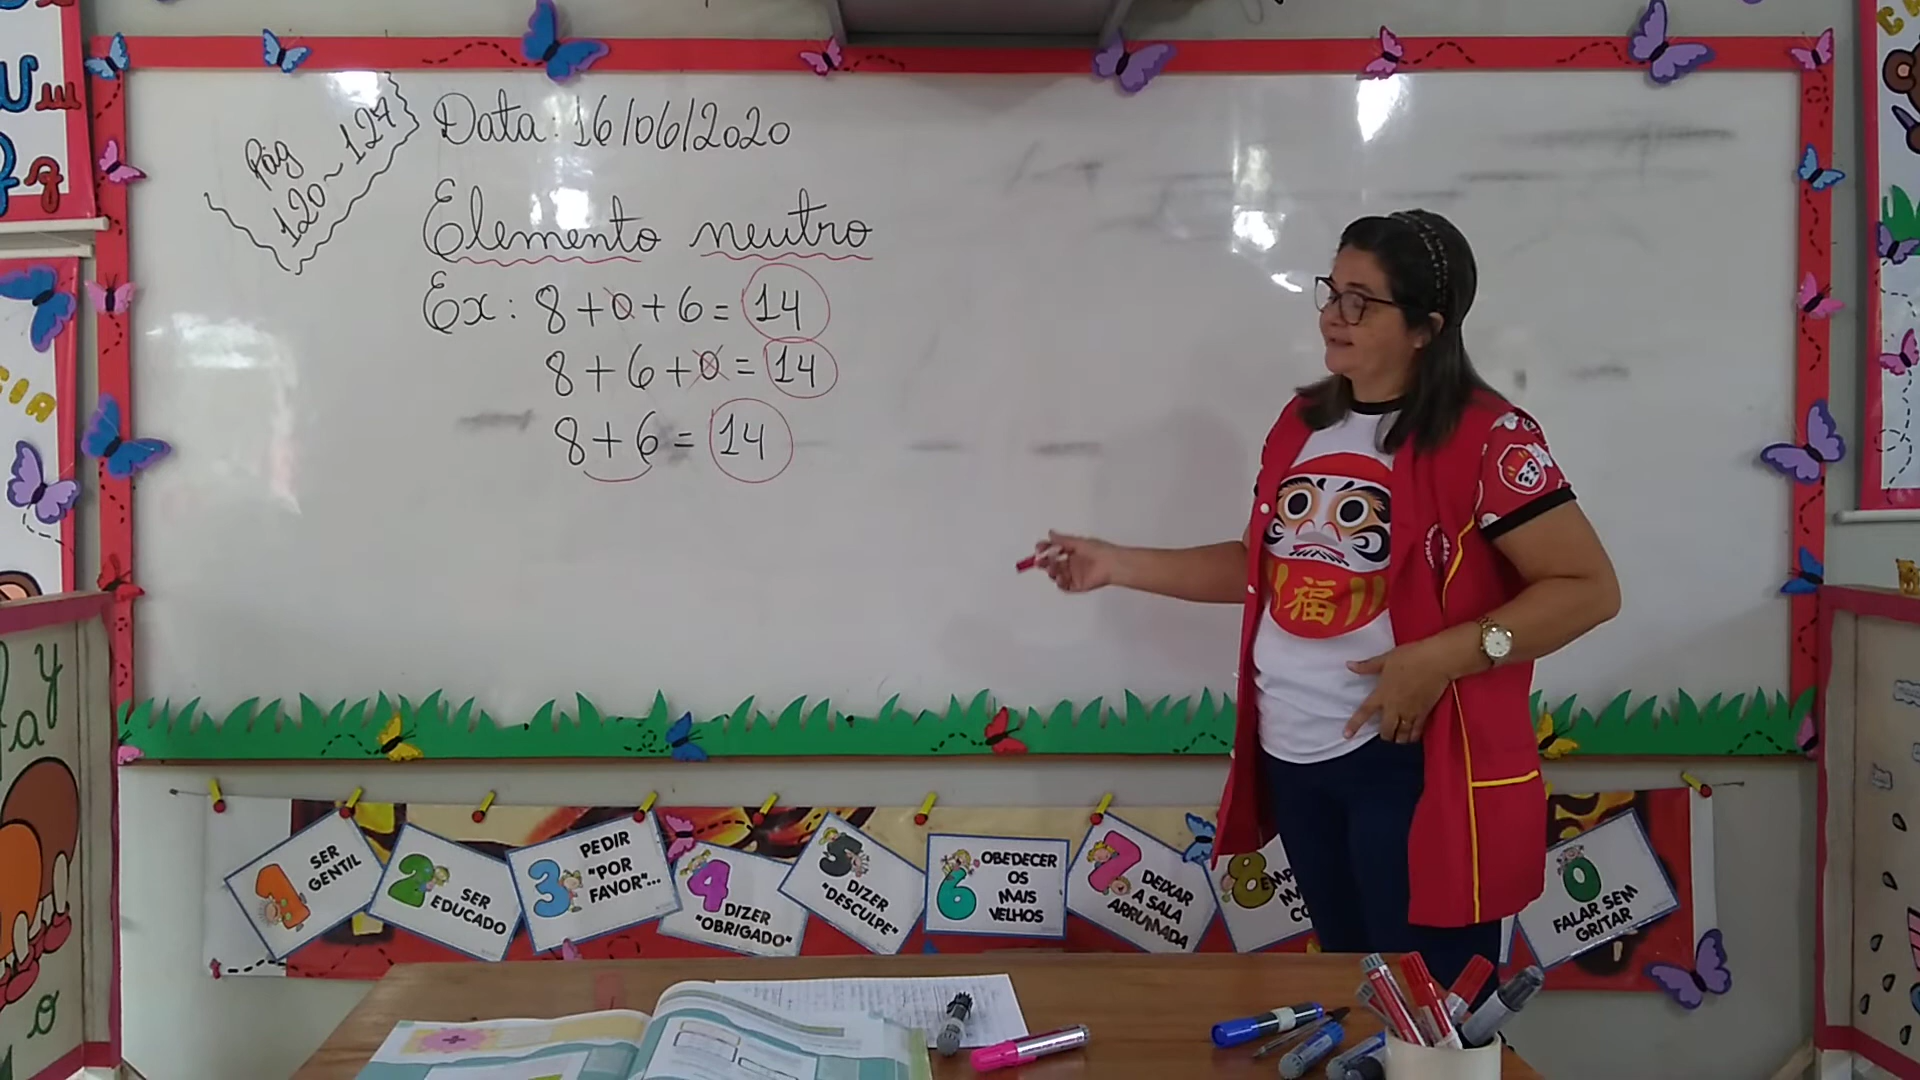 Pág
120~127
Data: 16/06/2020
Elemento neutro
Ex: 8+0+6=14
8+6+0=14
8+6=14
福
1 SER
GENTIL
2 SER
EDUCADO
3 PEDIR
"POR
FAVOR"...
4 DIZER
"OBRIGADO"
5 DIZER
"DESCULPE"
6 OBEDECER
OS
MAIS
VELHOS
7 DEIXAR
A SALA
ARRUMADA
8
FALAR SEM
GRITAR